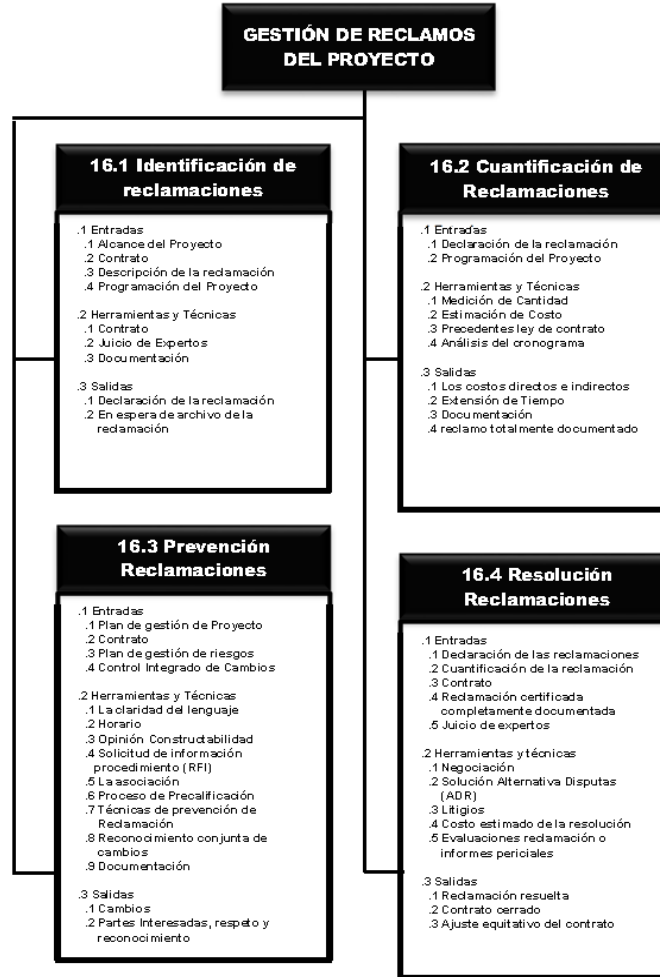 GESTIÓN DE RECLAMOS
DEL PROYECTO
16.1 Identificación de
reclamaciones
.1 Entradas
.1 Alcance del Proyecto
.2 Contrato
.3 Descripción de la reclamación
.4 Programación del Proyecto
.2 Herramientas y Técnicas
.1 Contrato
.2 Juicio de Expertos
.3 Documentación
.3 Salidas
.1 Declaración de la reclamación
.2 En espera de archivo de la
reclamación
16.2 Cuantificación de
Reclamaciones
.1 Entradas
.1 Declaración de la reclamación
.2 Programación del Proyecto
.2 Herramientas y Técnicas
.1 Medición de Cantidad
.2 Estimación de Costo
.3 Precedentes ley de contrato
.4 Análisis del cronograma
.3 Salidas
.1 Los costos directos e indirectos
.2 Extensión de Tiempo
.3 Documentación
.4 reclamo totalmente documentado
16.3 Prevención
Reclamaciones
.1 Entradas
.1 Plan de gestión de Proyecto
.2 Contrato
.3 Plan de gestión de riesgos
.4 Control Integrado de Cambios
.2 Herramientas y Técnicas
.1 La claridad del lenguaje
.2 Horario
.3 Opinión Constructabilidad
.4 Solicitud de información
procedimiento (RFI)
.5 La asociación
.6 Proceso de Precalificación
.7 Técnicas de prevención de
Reclamación
.8 Reconocimiento conjunta de
cambios
.9 Documentación
.3 Salidas
.1 Cambios
.2 Partes Interesadas, respeto y
reconocimiento
16.4 Resolución
Reclamaciones
.1 Entradas
.1 Declaración de las reclamaciones
.2 Cuantificación de la reclamación
.3 Contrato
.4 Reclamación certificada
completamente documentada
.5 Juicio de expertos
.2 Herramientas y técnicas
.1 Negociación
.2 Solución Alternativa Disputas
(ADR)
.3 Litigios
.4 Costo estimado de la resolución
.5 Evaluaciones reclamación o
informes periciales
.3 Salidas
.1 Reclamación resuelta
.2 Contrato cerrado
.3 Ajuste equitativo del contrato